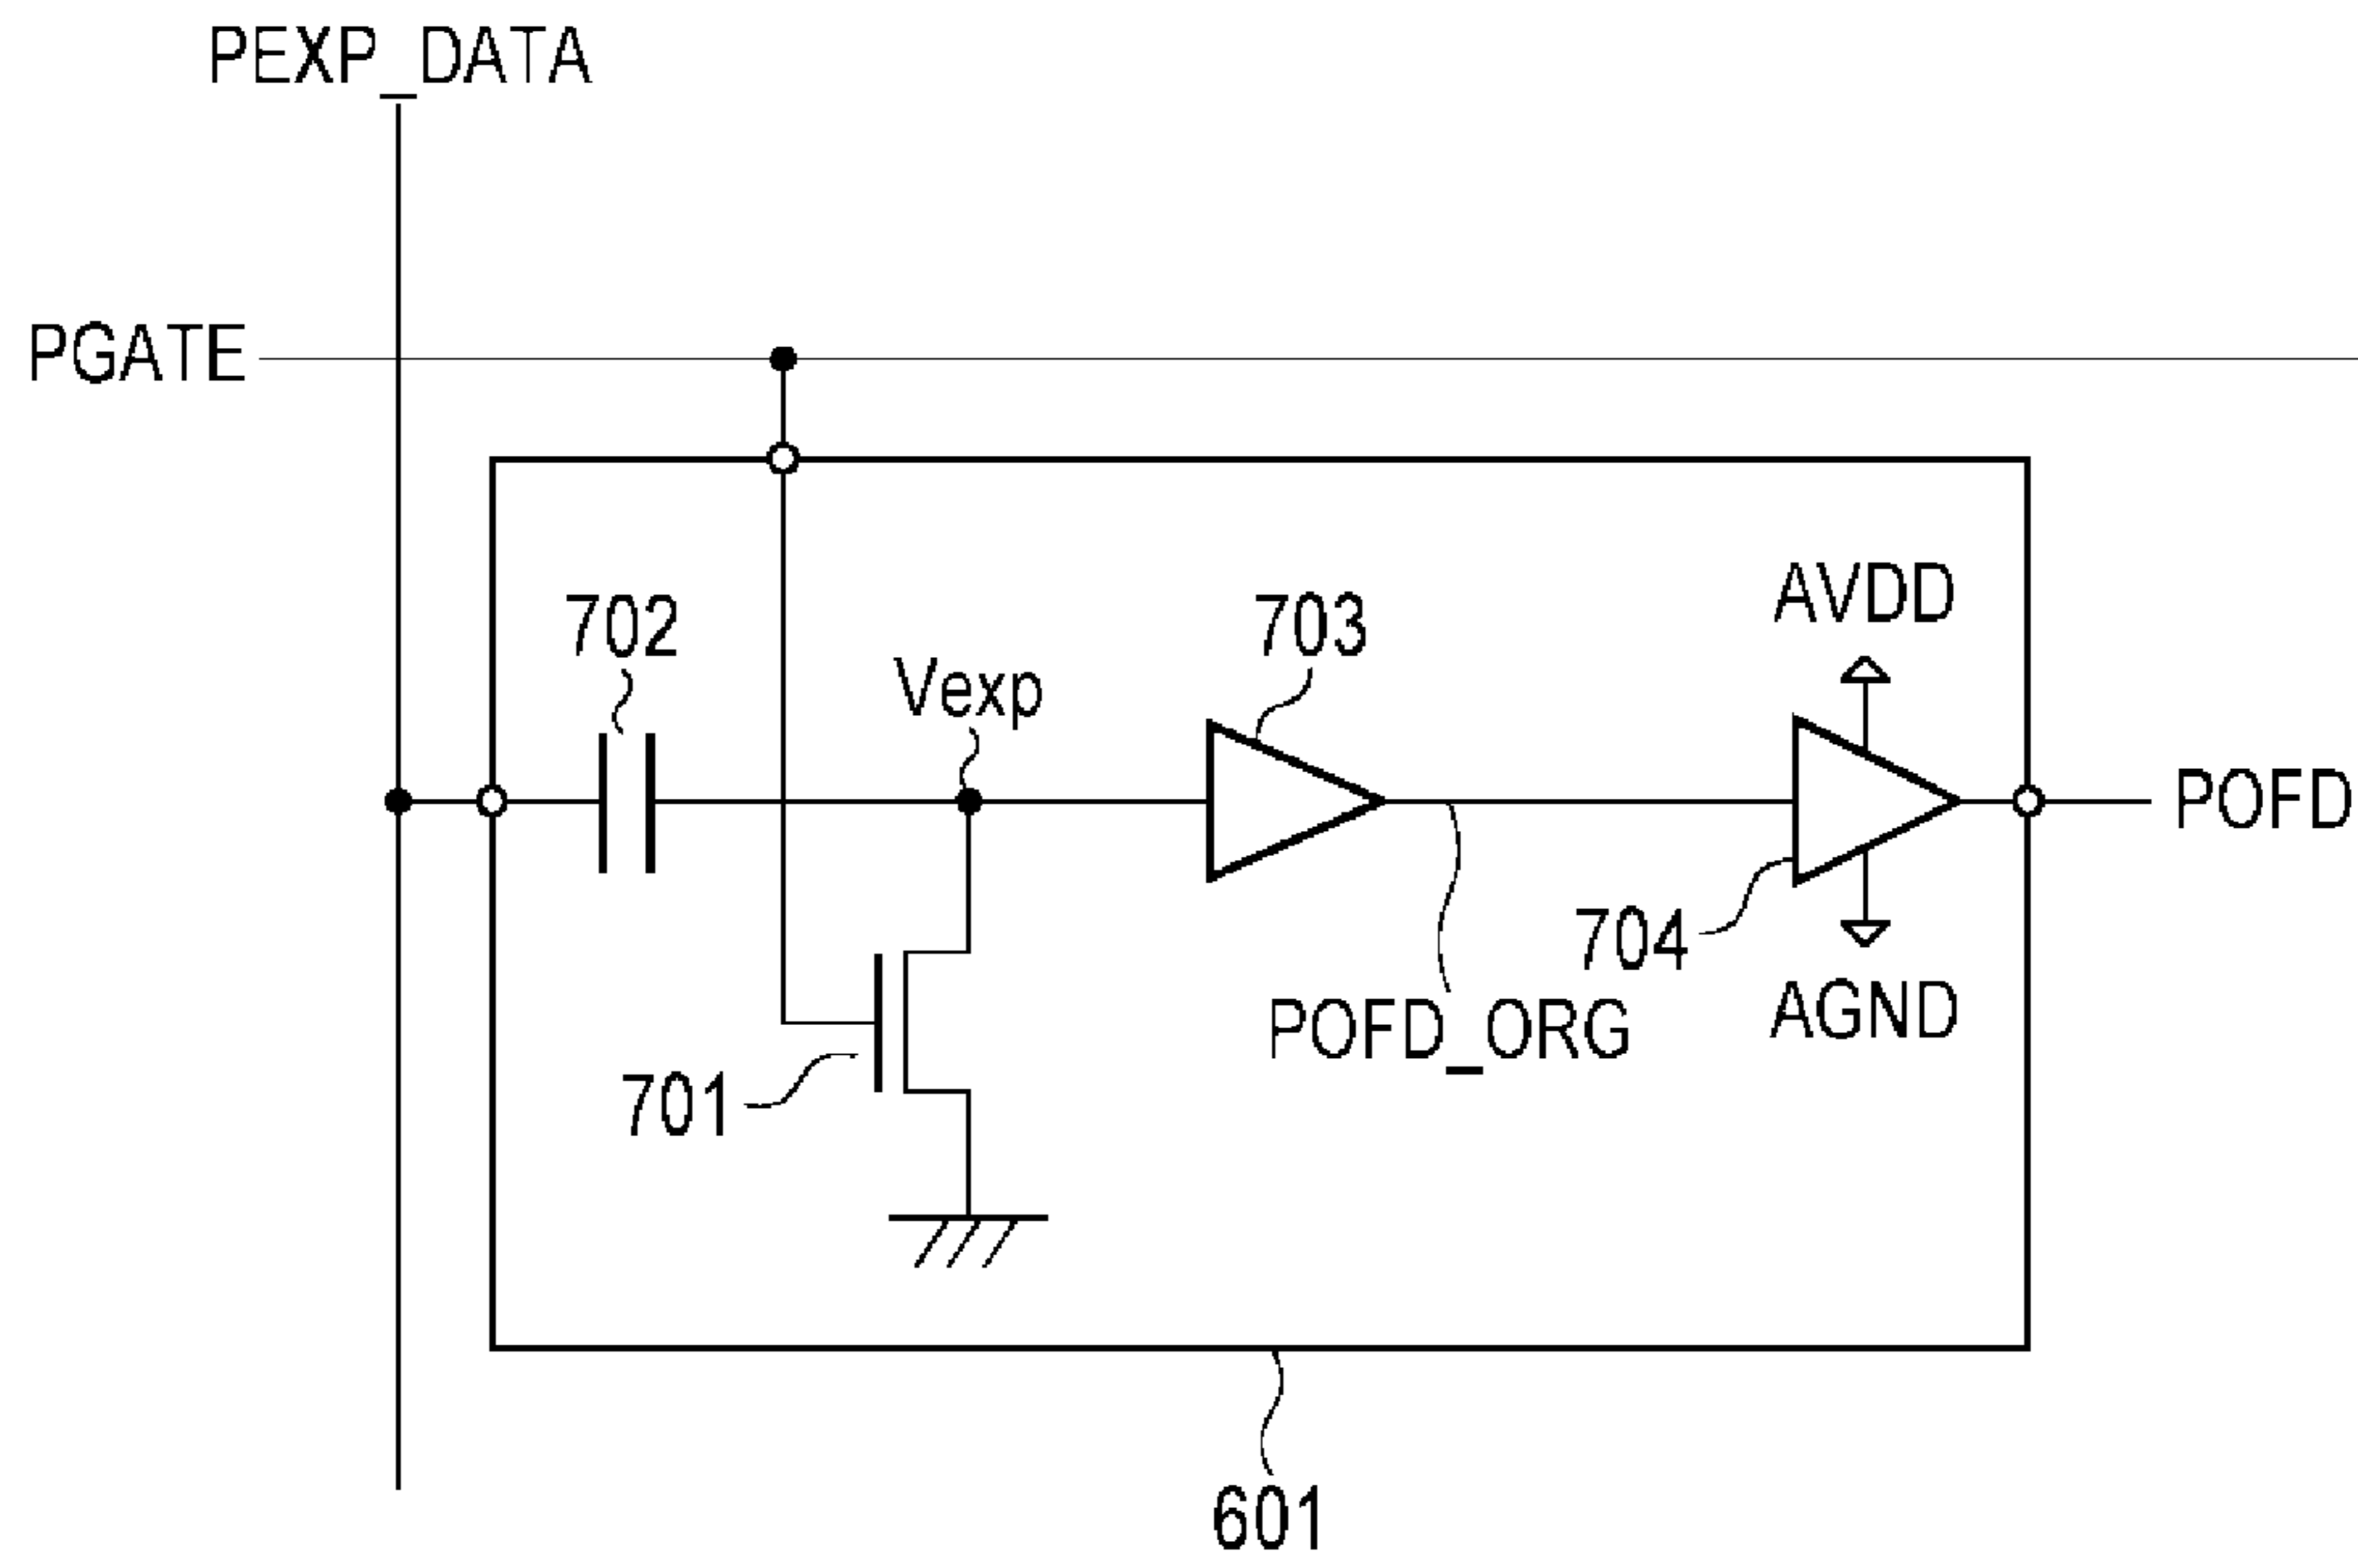 PEXP_DATA
PGATE
702
703
AVDD
Vexp
POFD
704
AGND
POFD_ORG
701
601